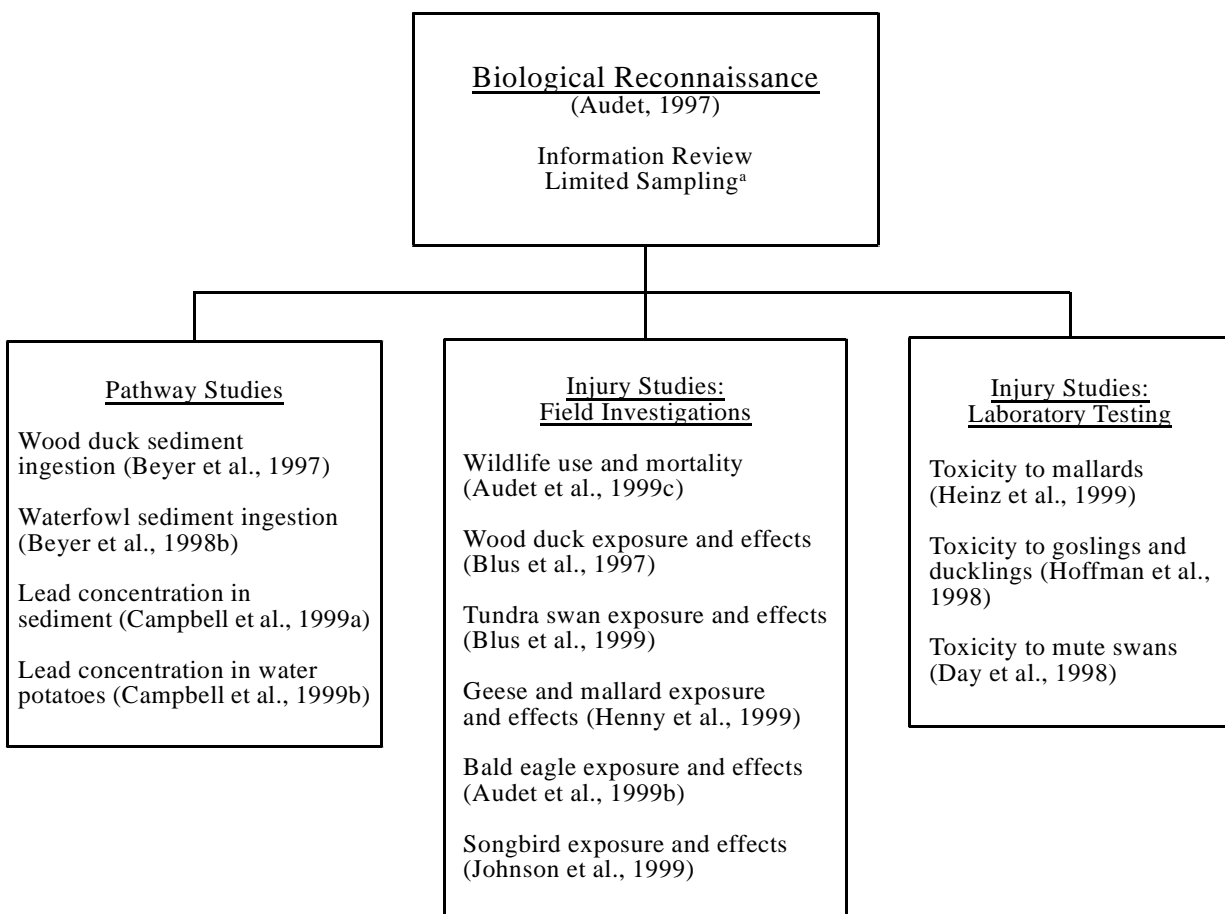 Biological Reconnaissance
(Audet, 1997)
Information Review
Limited Samplingᵃ
Pathway Studies
Wood duck sediment
ingestion (Beyer et al., 1997)
Waterfowl sediment ingestion
(Beyer et al., 1998b)
Lead concentration in
sediment (Campbell et al., 1999a)
Lead concentration in water
potatoes (Campbell et al., 1999b)
Injury Studies:
Field Investigations
Wildlife use and mortality
(Audet et al., 1999c)
Wood duck exposure and effects
(Blus et al., 1997)
Tundra swan exposure and effects
(Blus et al., 1999)
Geese and mallard exposure
and effects (Henny et al., 1999)
Bald eagle exposure and effects
(Audet et al., 1999b)
Songbird exposure and effects
(Johnson et al., 1999)
Injury Studies:
Laboratory Testing
Toxicity to mallards
(Heinz et al., 1999)
Toxicity to goslings and
ducklings (Hoffman et al.,
1998)
Toxicity to mute swans
(Day et al., 1998)